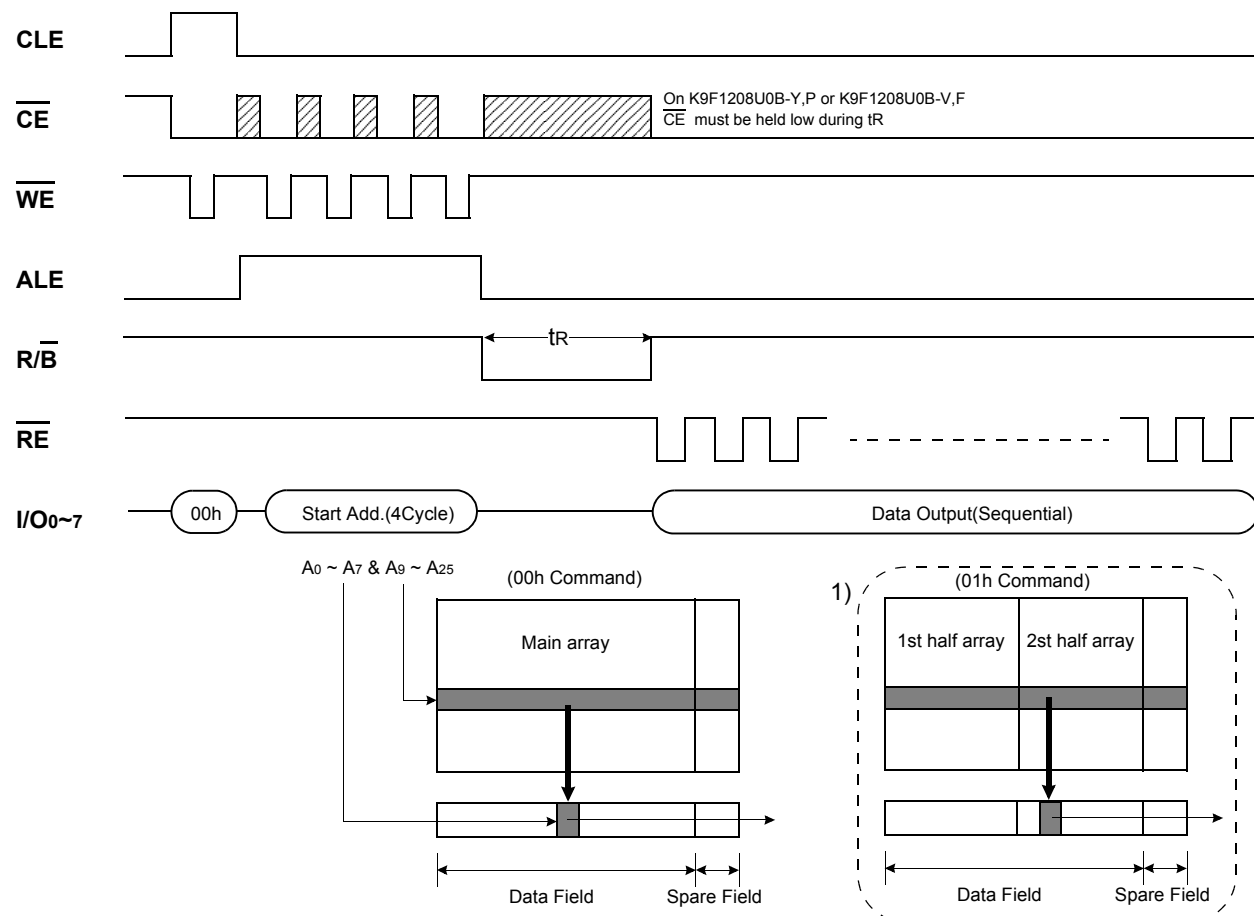 CLE
CE
On K9F1208U0B-Y,P or K9F1208U0B-V,F
CE must be held low during tR
WE
ALE
R/B
tR
RE
I/O0~7
00h
Start Add.(4Cycle)
Data Output(Sequential)
A0 ~ A7 & A9 ~ A25
(00h Command)
1)
(01h Command)
Main array
1st half array
2st half array
Data Field
Spare Field
Data Field
Spare Field